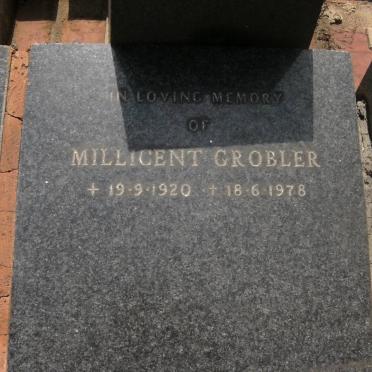 IN LOVING MEMORY
OF
MILLICENT GROBLER
+ 19·9·1920 + 18·6·1978